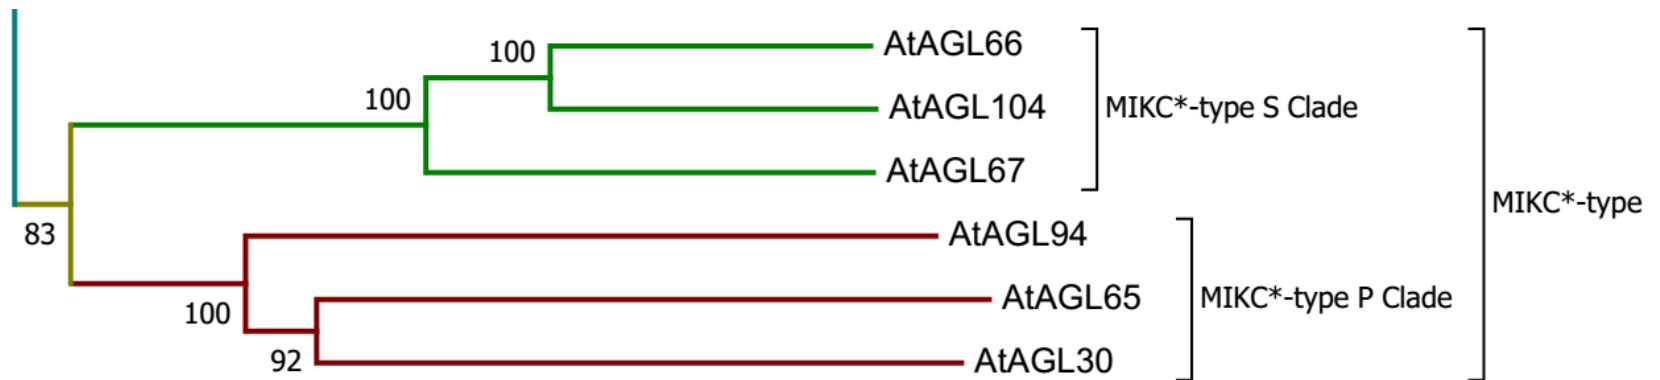 100
AtAGL66
100
AtAGL104
MIKC*-type S Clade
AtAGL67
MIKC*-type
83
AtAGL94
100
AtAGL65
MIKC*-type P Clade
92
AtAGL30